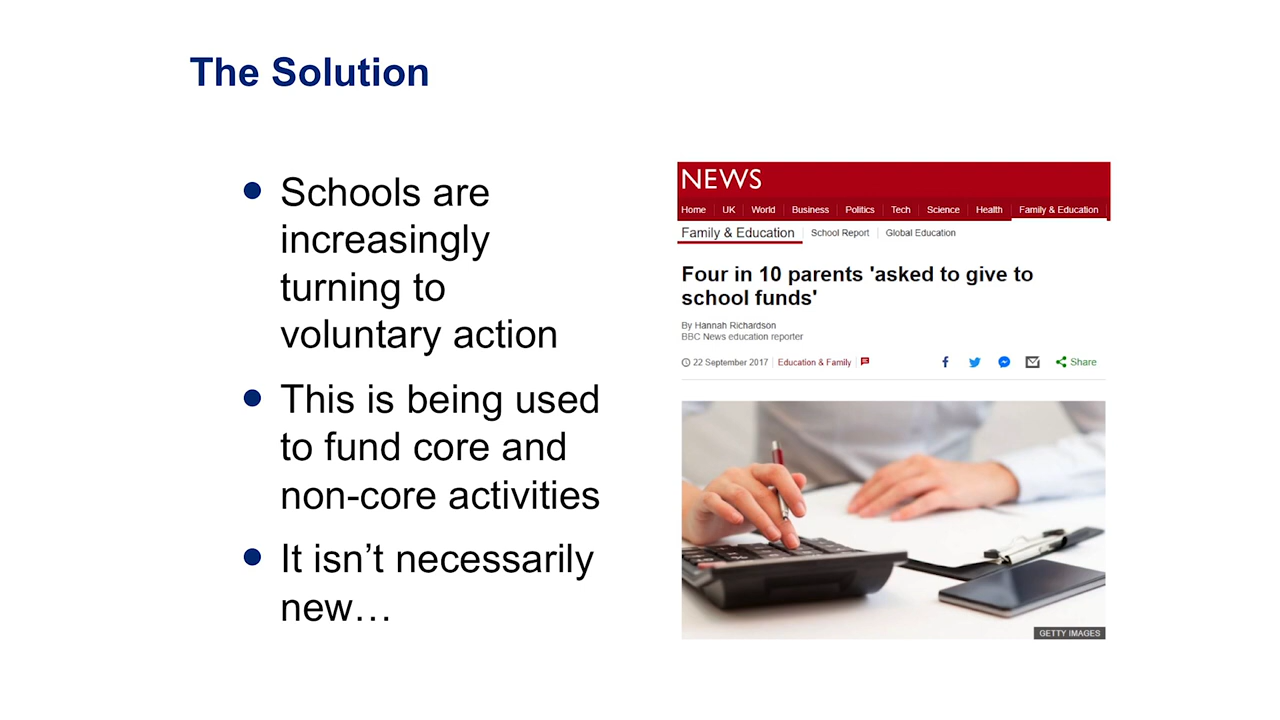 The Solution
Schools are
increasingly
turning to
voluntary action
This is being used
to fund core and
non-core activities
It isn’t necessarily
new…
NEWS
Home UK World Business Politics Tech Science Health Family & Education
Family & Education School Report Global Education
Four in 10 parents 'asked to give to
school funds'
By Hannah Richardson
BBC News education reporter
22 September 2017 Education & Family Share
GETTY IMAGES